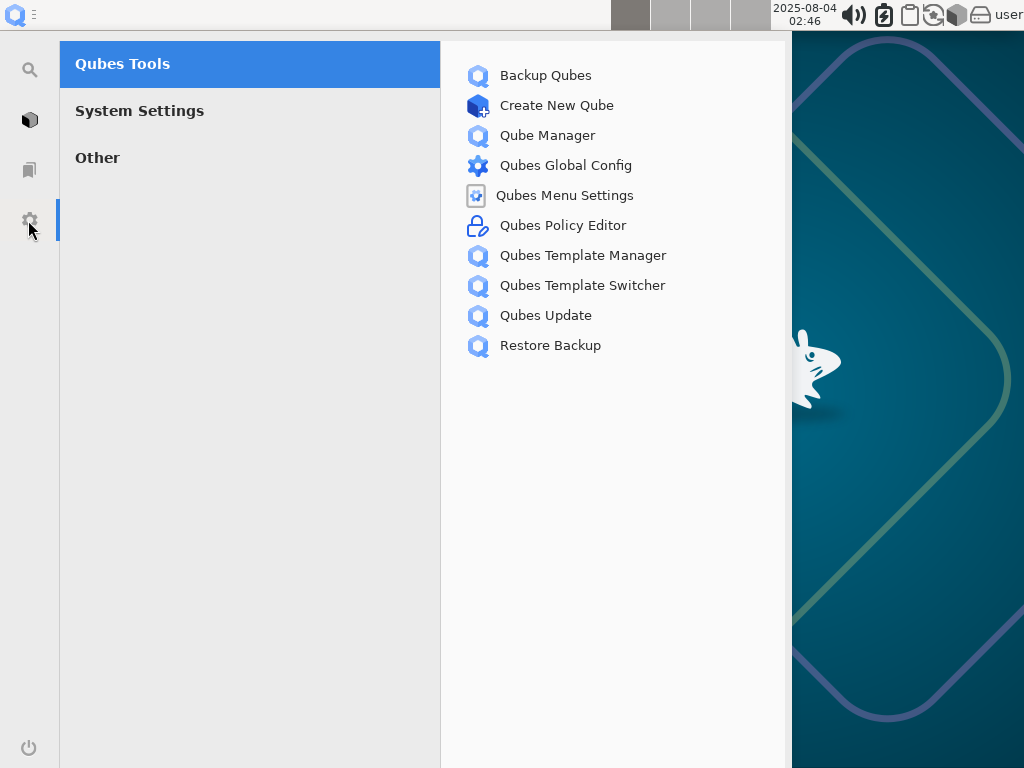 2025-08-04
02:46
user
Qubes Tools
System Settings
Other
Backup Qubes
Create New Qube
Qube Manager
Qubes Global Config
Qubes Menu Settings
Qubes Policy Editor
Qubes Template Manager
Qubes Template Switcher
Qubes Update
Restore Backup